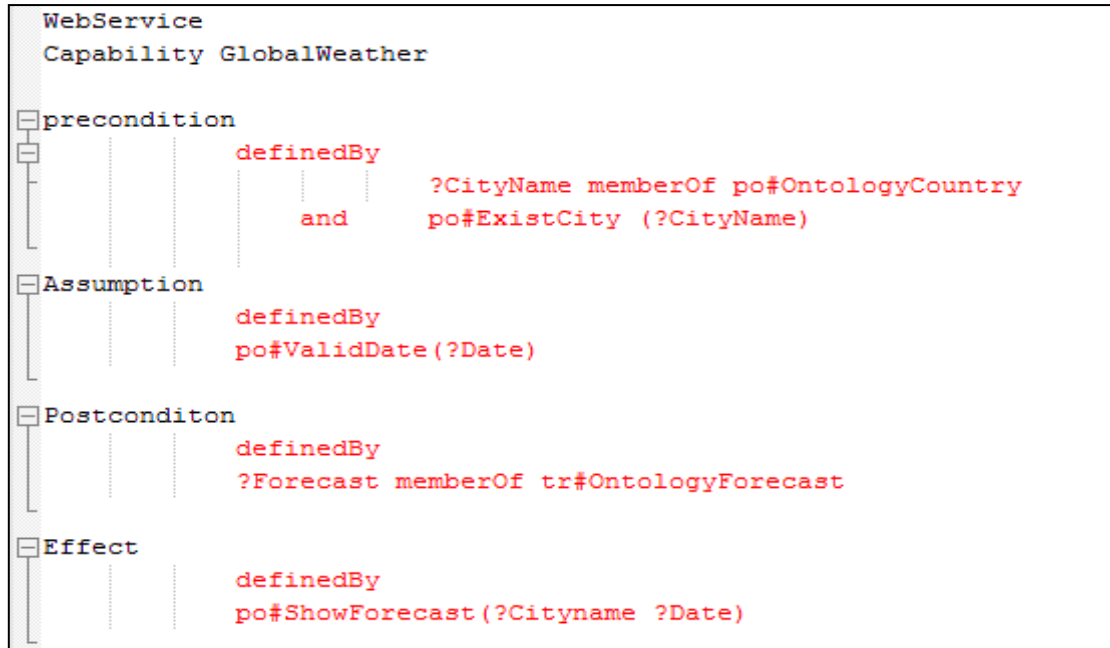 WebService
Capability GlobalWeather
precondition
definedBy
?CityName memberOf po#OntologyCountry
and po#ExistCity (?CityName)
Assumption
definedBy
po#ValidDate(?Date)
Postconditon
definedBy
?Forecast memberOf tr#OntologyForecast
Effect
definedBy
po#ShowForecast(?Cityname ?Date)